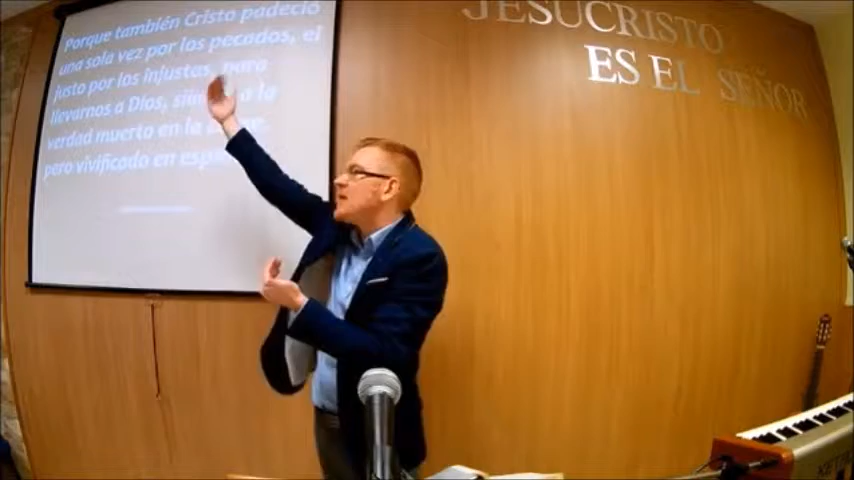 Porque también Cristo padeció
una sola vez por los pecados, el
justo por los injustos, para
llevarnos a Dios, a la
verdad muerto en la carne,
pero vivificado en
JESUCRISTO
ES EL SEÑOR